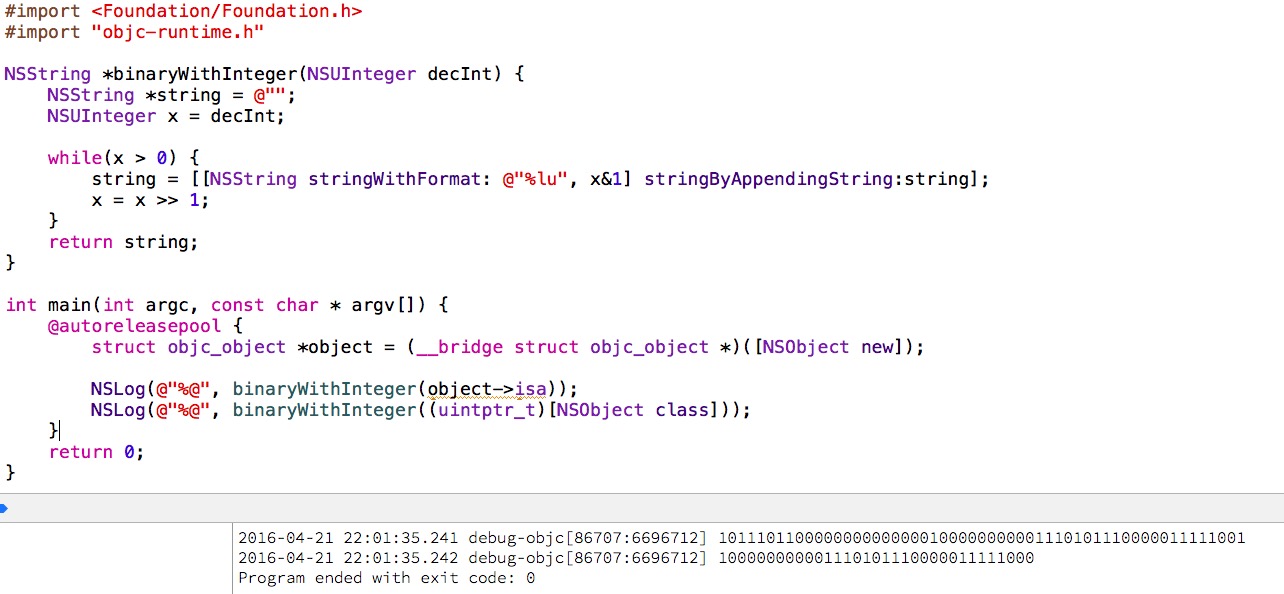 #import <Foundation/Foundation.h>
#import "objc-runtime.h"
NSString *binaryWithInteger(NSUInteger decInt) {
NSString *string = @"";
NSUInteger x = decInt;
while(x > 0) {
string = [[NSString stringWithFormat: @"%lu", x&1] stringByAppendingString:string];
x = x >> 1;
}
return string;
}
int main(int argc, const char * argv[]) {
@autoreleasepool {
struct objc_object *object = (__bridge struct objc_object *)([NSObject new]);
NSLog(@"%@", binaryWithInteger(object->isa));
NSLog(@"%@", binaryWithInteger((uintptr_t)[NSObject class]));
}
return 0;
}
2016-04-21 22:01:35.241 debug-objc[86707:6696712] 1011101100000000000000100000000001110101110000011111001
2016-04-21 22:01:35.242 debug-objc[86707:6696712] 100000000001110101110000011111000
Program ended with exit code: 0